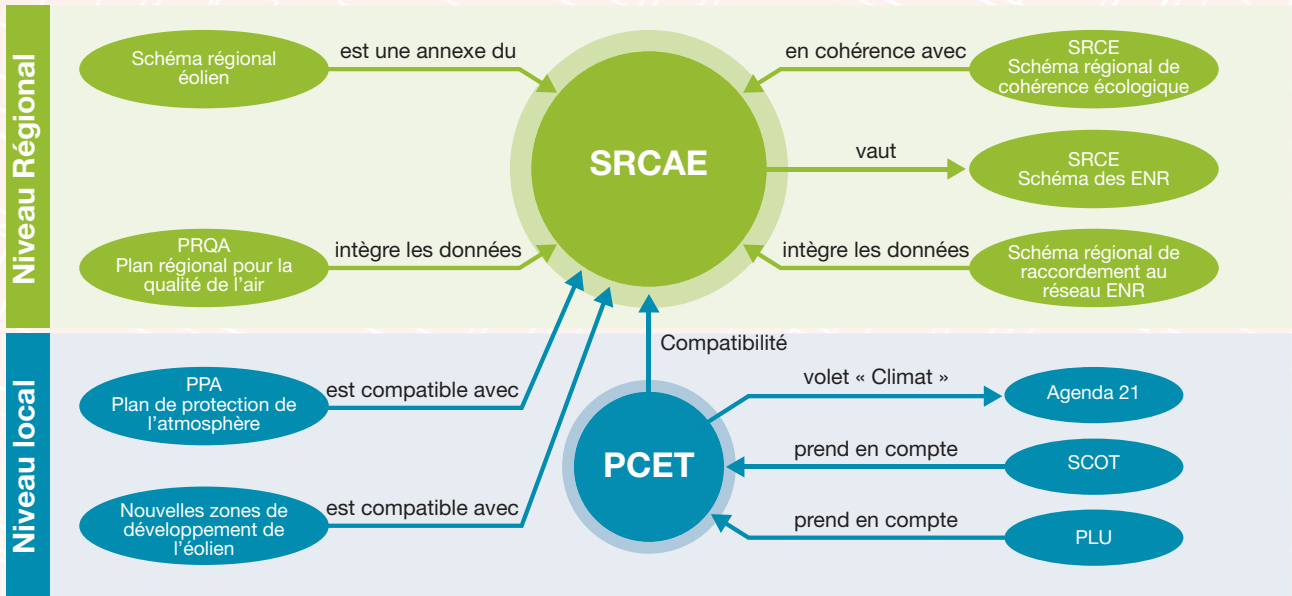 Niveau Régional
Schéma régional
éolien
est une annexe du
SRCAE
en cohérence avec
SRCE
Schéma régional de
cohérence écologique
vaut
SRCE
Schéma des ENR
PRQA
Plan régional pour la
qualité de l'air
intègre les données
intègre les données
Schéma régional de
raccordement au
réseau ENR
Niveau local
Compatibilité
PPA
Plan de protection de
l'atmosphère
est compatible avec
Nouvelles zones de
développement de
l'éolien
est compatible avec
PCET
volet « Climat »
Agenda 21
prend en compte
SCOT
prend en compte
PLU